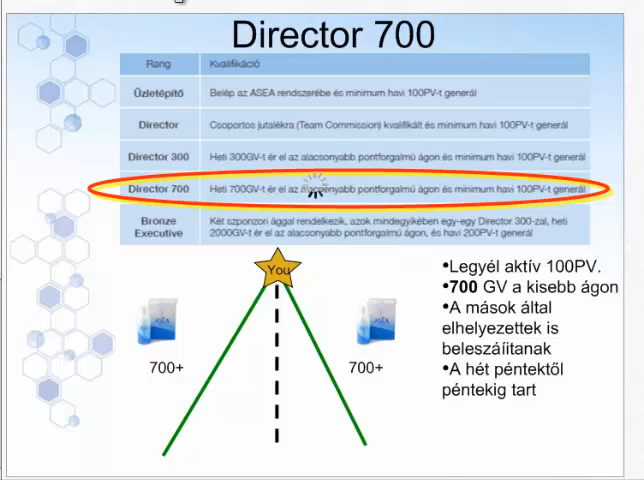 Director 700
Rang Kvalifikáció
Üzletépítő Belép az ASEA rendszerébe és minimum havi 100PV-t generál
Director Csoportos jutalékra (Team Commission) kvalifikált és minimum havi 100PV-t generál
Director 300 Heti 300GV-t ér el az alacsonyabb pontforgalmú ágon és minimum havi 100PV-t generál
Director 700 Heti 700GV-t ér el az alacsonyabb pontforgalmú ágon és minimum havi 100PV-t generál
Bronze Executive Két szponzori ággal rendelkezik, azok mindegyikében egy-egy Director 300-zal, heti
2000GV-t ér el az alacsonyabb pontforgalmú ágon, és havi 200PV-t generál
You
ASEA
700+
ASEA
700+
•Legyél aktív 100PV.
•700 GV a kisebb ágon
•A mások által
elhelyezettek is
beleszáíitanak
•A hét péntektől
péntekig tart